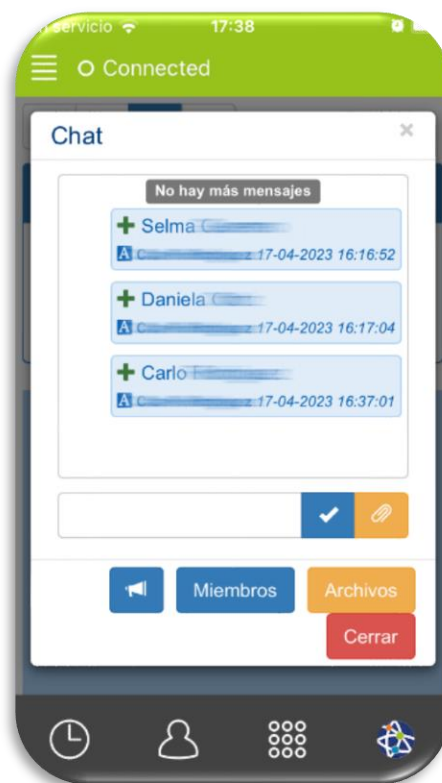 servicio 17:38
Connected
Chat ×
No hay más mensajes
Selma
A 17-04-2023 16:16:52
Daniela
A 17-04-2023 16:17:04
Carlo
A 17-04-2023 16:37:01
Miembros Archivos
Cerrar